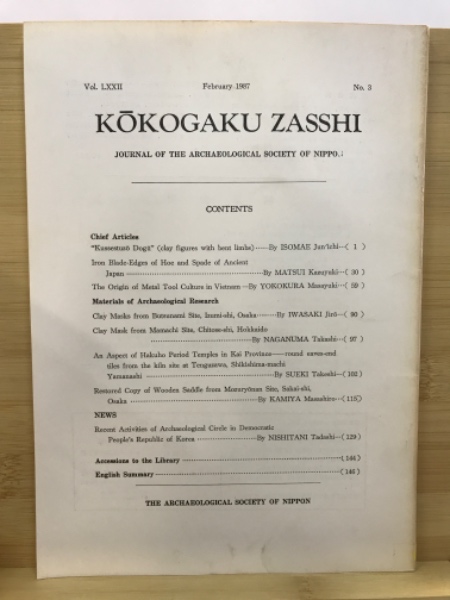 Vol. LXXII February 1987 No. 3
KŌKOGAKU ZASSHI
JOURNAL OF THE ARCHAEOLOGICAL SOCIETY OF NIPPO
CONTENTS
Chief Articles
(clay figures with bent limbs) ······By ISOMAE Jun'ichi···( 1 )
Iron Blade-Edges of Hoe and Spade of Ancient
Japan ······By MATSUI Kazuyuki···( 30 )
The Origin of Metal Tool Culture in Vietnam ···By YOKOKURA Masayuki···( 59 )
Materials of Archaeological Research
Clay Masks from Site, Izumi-shi, Osaka ······By IWASAKI Jirō···( 90 )
Clay Mask from Mamachi Site, Chitose-shi, Hokkaido
······By NAGANUMA Takashi···( 97 )
An Aspect of Hakuho Period Temples in Kai Province——round eaves-end
tiles from the kiln site at Tenguzawa, Shikishima-machi
Yamanashi ······By SUEKI Takeshi···(102)
Restored Copy of Wooden Saddle from Site, Sakai-shi,
Osaka ······By KAMIYA Masahiro···(115)
NEWS
Recent Activities of Archaeological Circle in Democratic
People's Republic of Korea ······By NISHITANI Tadashi···(129)
Accessions to the Library ······(144)
English Summary ······(146)
THE ARCHAEOLOGICAL SOCIETY OF NIPPON